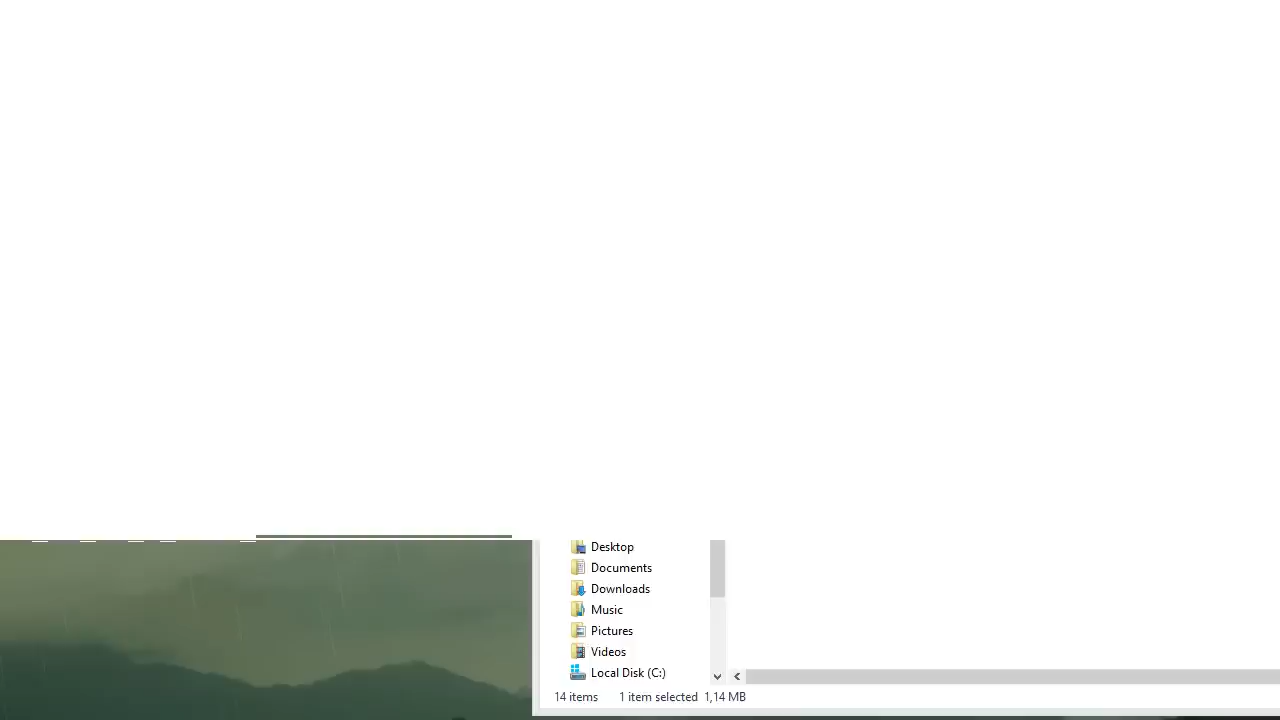 Desktop
Documents
Downloads
Music
Pictures
Videos
Local Disk (C:)
14 items 1 item selected 1,14 MB